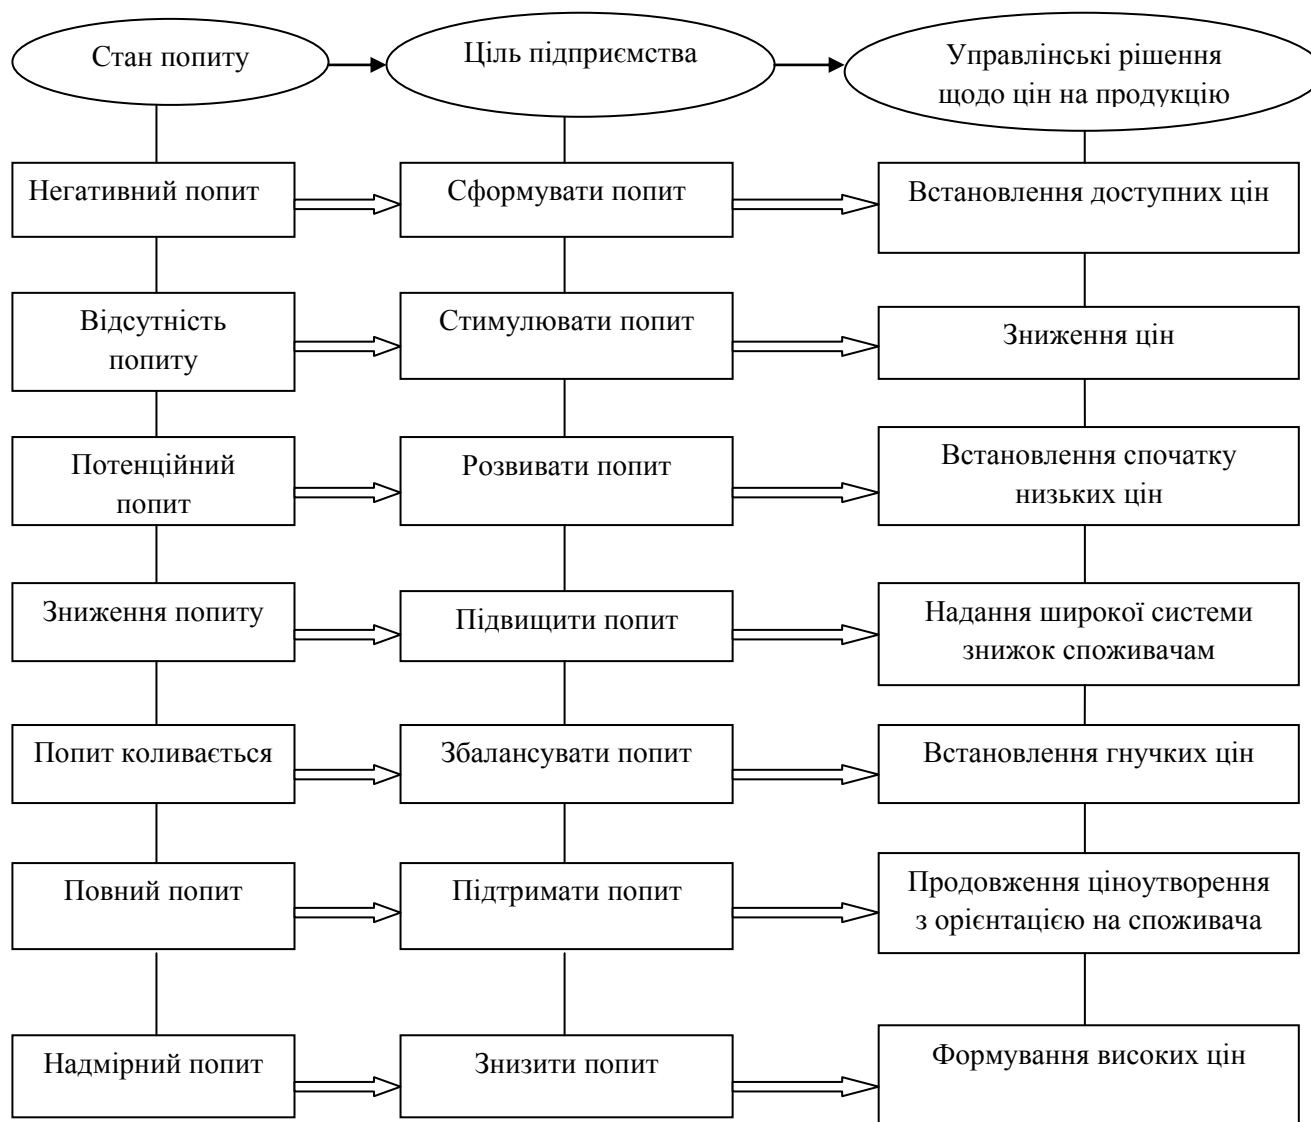 Стан попиту
Ціль підприємства
Управлінські рішення
щодо цін на продукцію
Негативний попит
Сформувати попит
Встановлення доступних цін
Відсутність
попиту
Стимулювати попит
Зниження цін
Потенційний
попит
Розвивати попит
Встановлення спочатку
низьких цін
Зниження попиту
Підвищити попит
Надання широкої системи
знижок споживачам
Попит коливається
Збалансувати попит
Встановлення гнучких цін
Повний попит
Підтримати попит
Продовження ціноутворення
з орієнтацією на споживача
Надмірний попит
Знизити попит
Формування високих цін